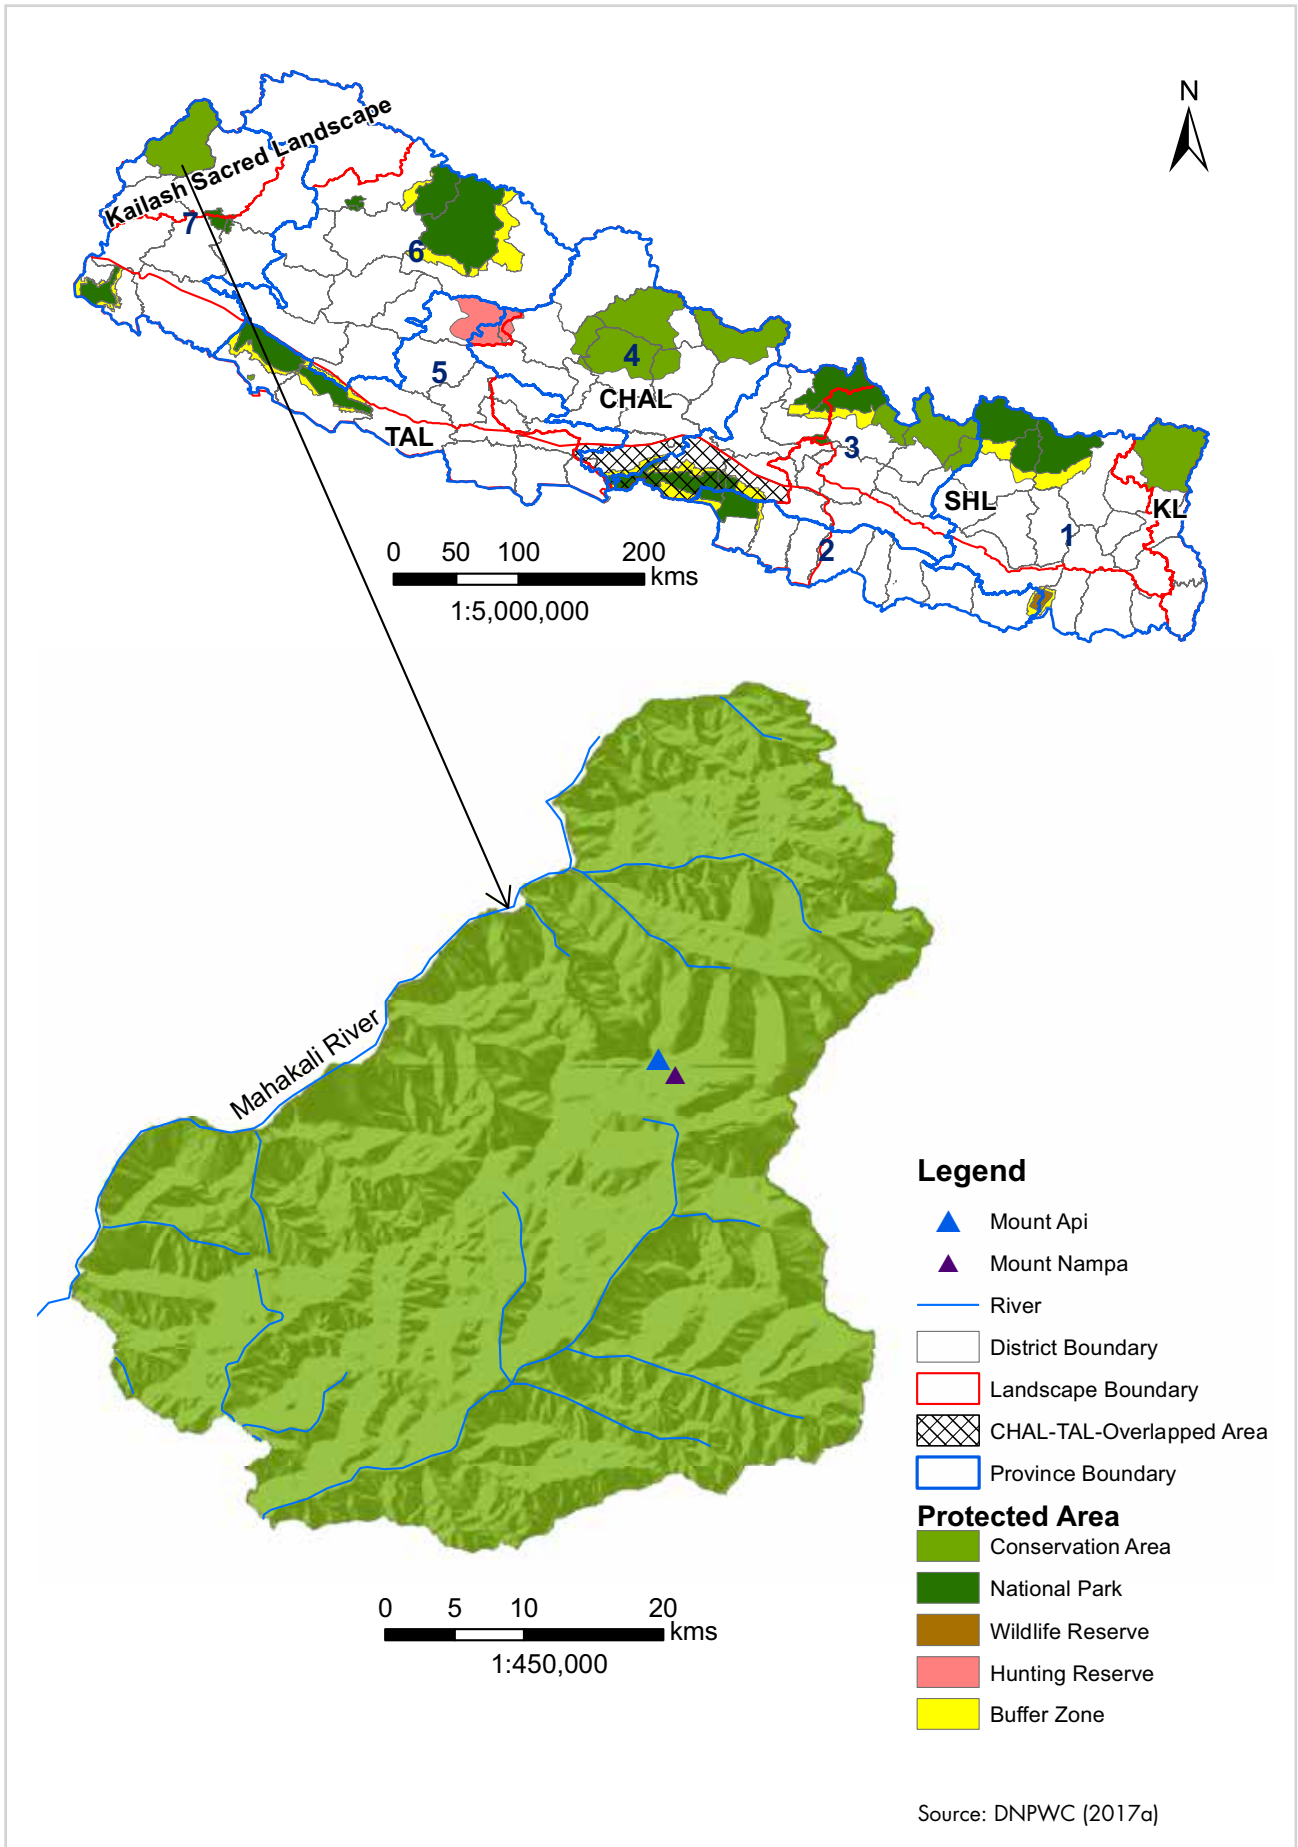 N
Kailash Sacred Landscape
7
6
5
4
CHAL
TAL
3
SHL
KL
1
2
0 50 100 200
kms
1:5,000,000
Mahakali River
Legend
Mount Api
Mount Nampa
River
District Boundary
Landscape Boundary
CHAL-TAL-Overlapped Area
Province Boundary
Protected Area
Conservation Area
National Park
Wildlife Reserve
Hunting Reserve
Buffer Zone
0 5 10 20
kms
1:450,000
Source: DNPWC (2017a)